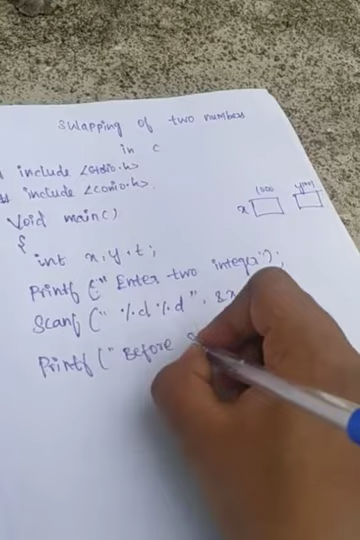 swapping of two numbers
in c
include <stdio.h>
include <conio.h>
1000
x
void main()
{
int x, y, t;
Printf (" Enter two integer");
Scanf (" %d %d ", &x
Printf (" Before